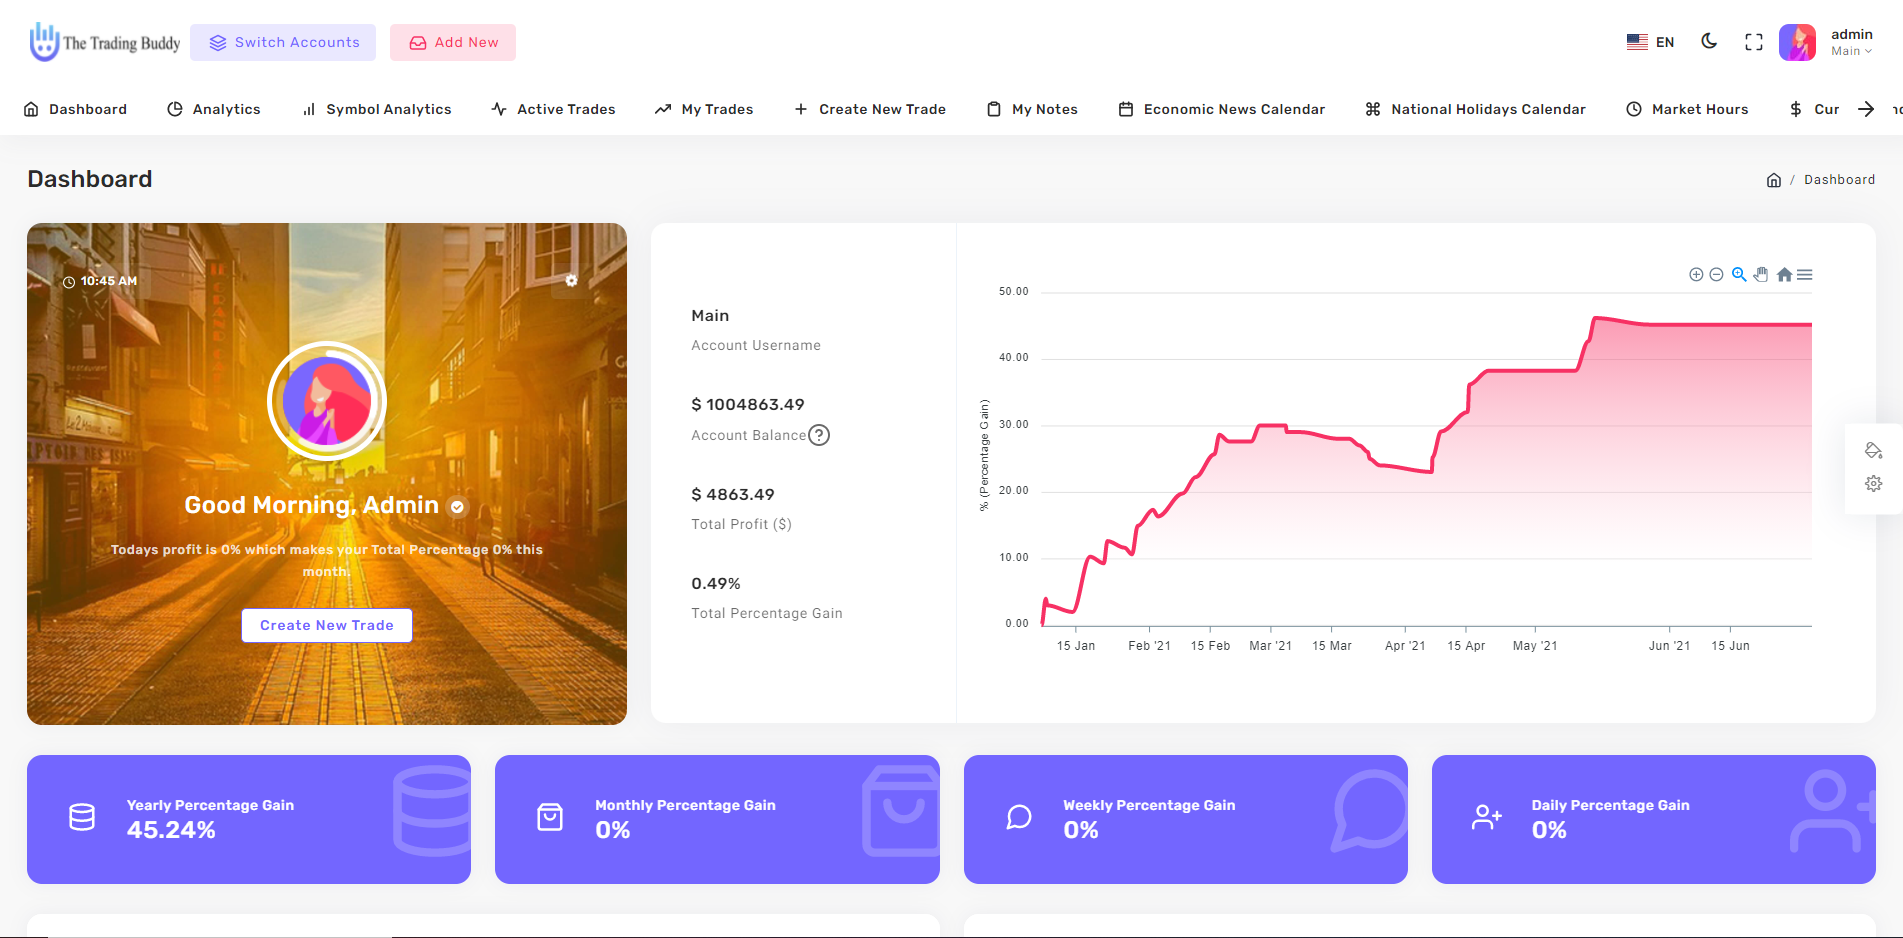 The Trading Buddy
Switch Accounts
Add New
EN
admin
Main
Dashboard
Analytics
Symbol Analytics
Active Trades
My Trades
Create New Trade
My Notes
Economic News Calendar
National Holidays Calendar
Market Hours
Cur
Dashboard
/ Dashboard
10:45 AM
Good Morning, Admin
Todays profit is 0% which makes your Total Percentage 0% this
month.
Create New Trade
Main
Account Username
$ 1004863.49
Account Balance
$ 4863.49
Total Profit ($)
0.49%
Total Percentage Gain
% (Percentage Gain)
50.00
40.00
30.00
20.00
10.00
0.00
15 Jan
Feb '21
15 Feb
Mar '21
15 Mar
Apr '21
15 Apr
May '21
Jun '21
15 Jun
Yearly Percentage Gain
45.24%
Monthly Percentage Gain
0%
Weekly Percentage Gain
0%
Daily Percentage Gain
0%